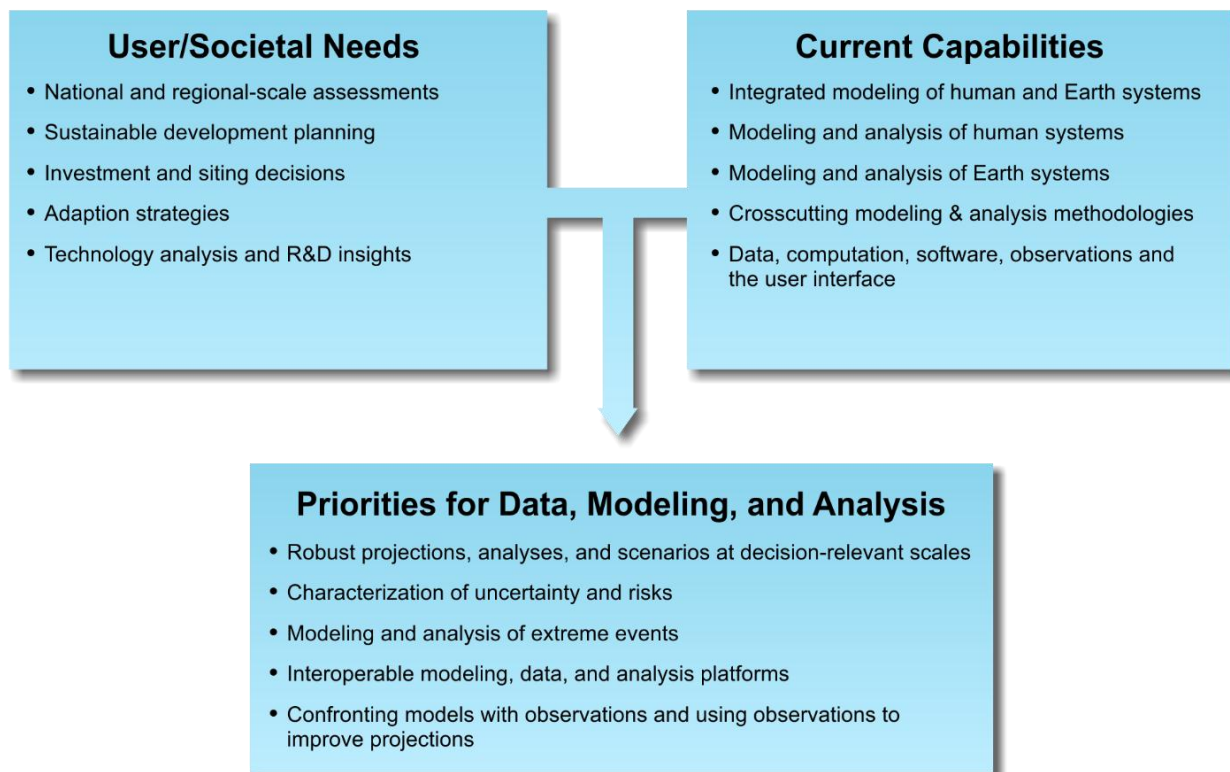 User/Societal Needs
• National and regional-scale assessments
• Sustainable development planning
• Investment and siting decisions
• Adaption strategies
• Technology analysis and R&D insights
Current Capabilities
• Integrated modeling of human and Earth systems
• Modeling and analysis of human systems
• Modeling and analysis of Earth systems
• Crosscutting modeling & analysis methodologies
• Data, computation, software, observations and
the user interface
Priorities for Data, Modeling, and Analysis
• Robust projections, analyses, and scenarios at decision-relevant scales
• Characterization of uncertainty and risks
• Modeling and analysis of extreme events
• Interoperable modeling, data, and analysis platforms
• Confronting models with observations and using observations to
improve projections